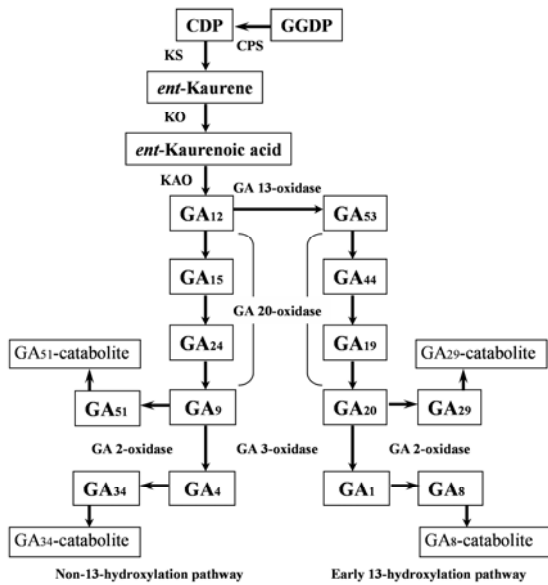 CDP GGDP
CPS
KS
ent-Kaurene
KO
ent-Kaurenoic acid
KAO
GA 13-oxidase
GA12 GA53
GA15 GA44
GA 20-oxidase
GA24 GA19
GA51-catabolite GA29-catabolite
GA51 GA9 GA20 GA29
GA 2-oxidase GA 3-oxidase GA 2-oxidase
GA34 GA4 GA1 GA8
GA34-catabolite GA8-catabolite
Non-13-hydroxylation pathway Early 13-hydroxylation pathway